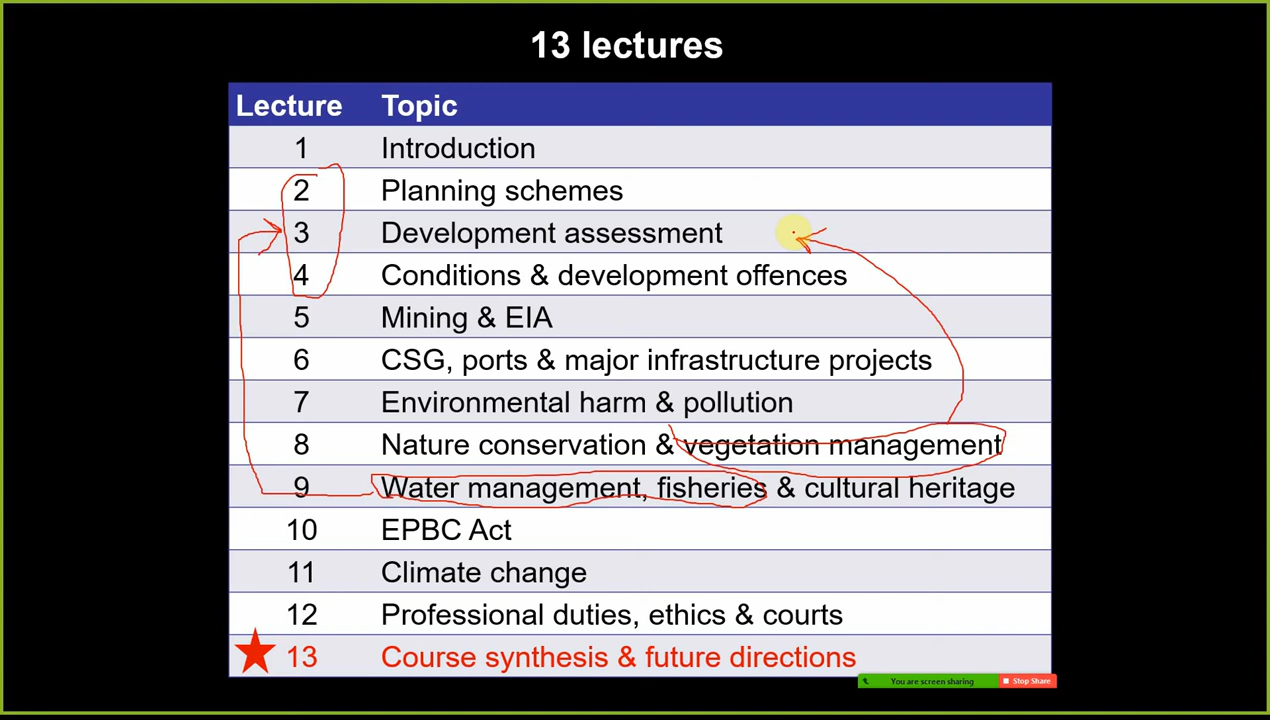 13 lectures
Lecture Topic
1 Introduction
2 Planning schemes
3 Development assessment
4 Conditions & development offences
5 Mining & EIA
6 CSG, ports & major infrastructure projects
7 Environmental harm & pollution
8 Nature conservation & vegetation management
9 Water management, fisheries & cultural heritage
10 EPBC Act
11 Climate change
12 Professional duties, ethics & courts
13 Course synthesis & future directions
You are screen sharing Stop Share